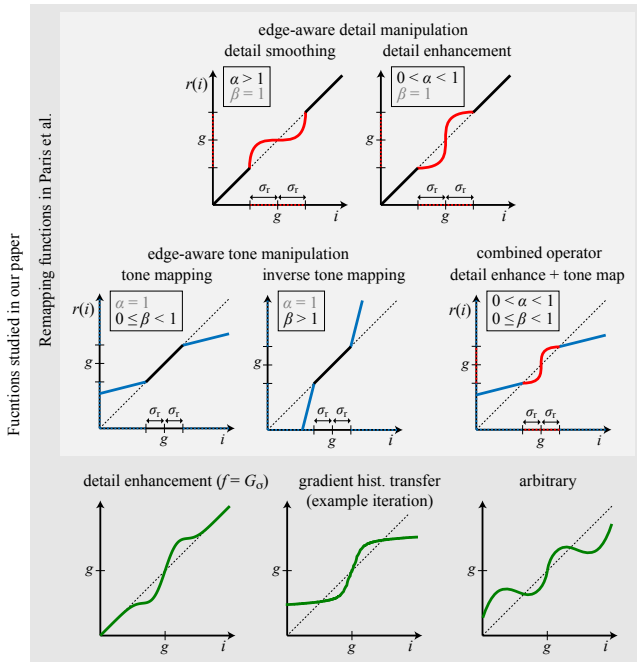 Fucntions studied in our paper
Remapping functions in Paris et al.
edge-aware detail manipulation
detail smoothing
detail enhancement
r(i)
α > 1
β = 1
g
σr σr
g
i
0 < α < 1
β = 1
σr σr
g
i
edge-aware tone manipulation
tone mapping
inverse tone mapping
combined operator
detail enhance + tone map
r(i)
α = 1
0 ≤ β < 1
g
σr σr
g
i
α = 1
β > 1
σr σr
g
i
r(i)
0 < α < 1
0 ≤ β < 1
g
σr σr
g
i
detail enhancement (f = Gσ)
gradient hist. transfer
(example iteration)
arbitrary
g
g
i
g
i
g
g
i